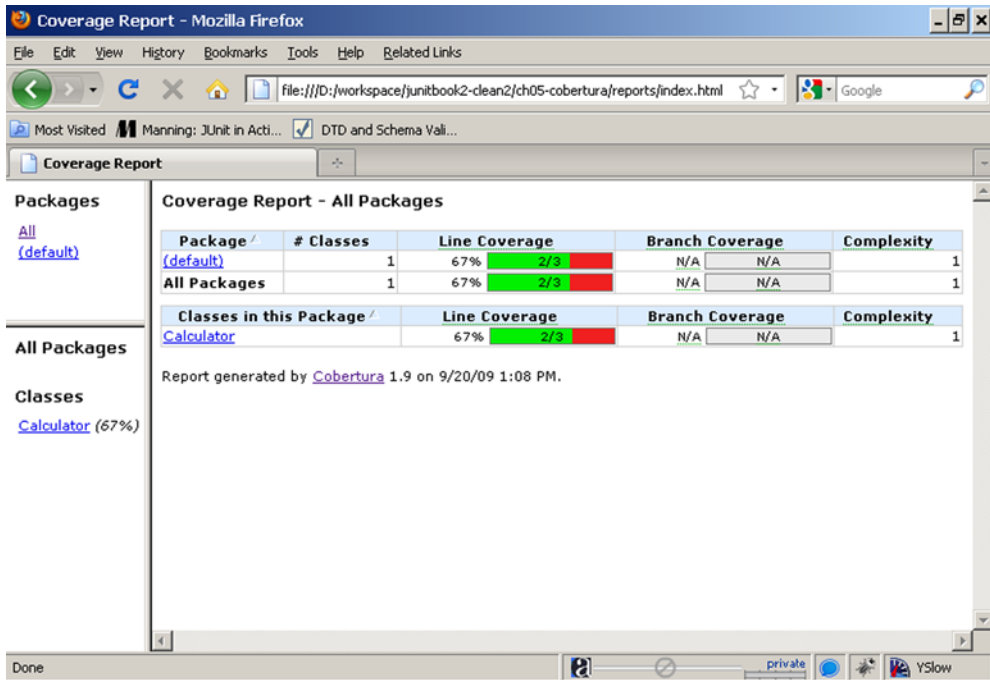 Coverage Report - Mozilla Firefox
File Edit View History Bookmarks Tools Help Related Links
file:///D:/workspace/junitbook2-clean2/ch05-cobertura/reports/index.html Google
Most Visited Manning: JUnit in Acti... DTD and Schema Vali...
Coverage Report
Packages
All
(default)
All Packages
Classes
Calculator (67%)
Coverage Report - All Packages
Package # Classes Line Coverage Branch Coverage Complexity
(default) 1 67% 2/3 N/A N/A 1
All Packages 1 67% 2/3 N/A N/A 1
Classes in this Package Line Coverage Branch Coverage Complexity
Calculator 67% 2/3 N/A N/A 1
Report generated by Cobertura 1.9 on 9/20/09 1:08 PM.
Done private YSlow